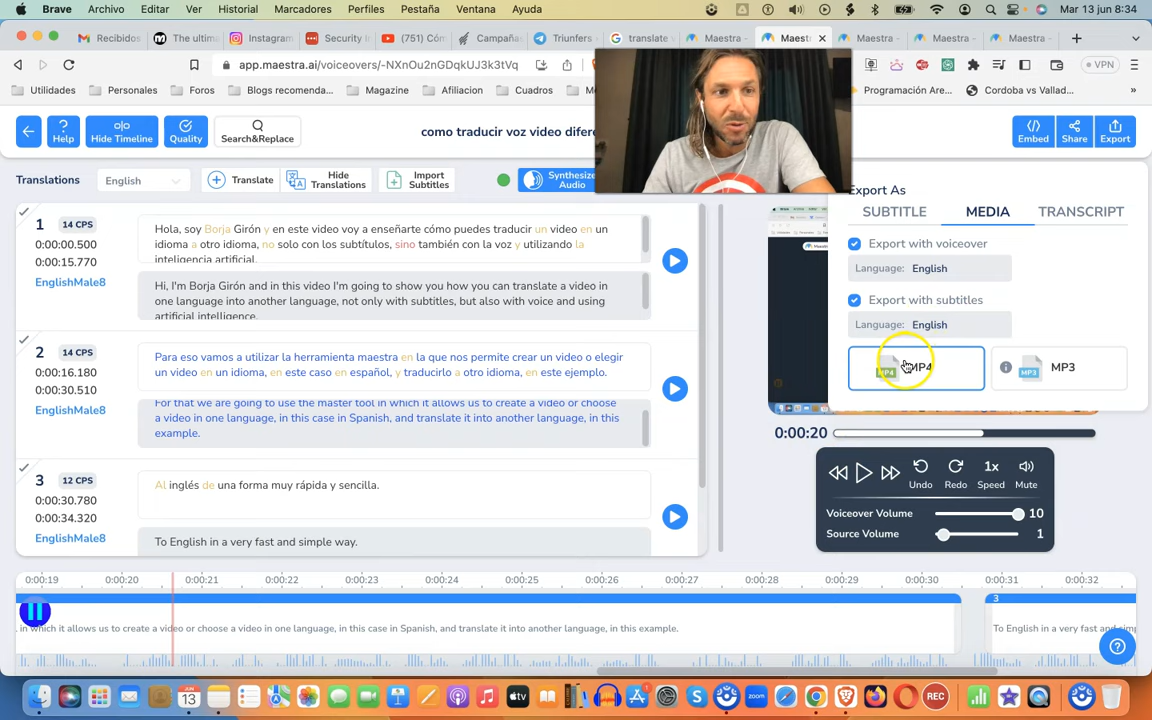 Brave Archivo Editar Ver Historial Marcadores Perfiles Pestaña Ventana Ayuda Mar 13 jun 8:34
Recibidos The ultima Instagram Security I (751) Cóm Campaña Telegram Triunfers translate Maestra Maestr Maestra Maestra Maestra
app.maestra.ai/voiceovers/-NXnOu2nGDqkUJ3k3tVq VPN
Utilidades Personales Foros Blogs recomenda... Magazine Afiliacion Cuadros Programación Are... Cordoba vs Vallad...
Help Hide Timeline Quality Search&Replace como traducir voz video difere Embed Share Export
Translations English Translate Hide Translations Import Subtitles Synthesize Audio
Export As
SUBTITLE MEDIA TRANSCRIPT
Export with voiceover
Language: English
Export with subtitles
Language: English
MP4 MP3
1 14 CPS
0:00:00.500
0:00:15.770
EnglishMale8
Hola, soy Borja Girón y en este video voy a enseñarte cómo puedes traducir un video en un
idioma a otro idioma, no solo con los subtítulos, sino también con la voz y utilizando la
inteligencia artificial.
Hi, I'm Borja Girón and in this video I'm going to show you how you can translate a video in
one language into another language, not only with subtitles, but also with voice and using
artificial intelligence.
2 14 CPS
0:00:16.180
0:00:30.510
EnglishMale8
Para eso vamos a utilizar la herramienta maestra en la que nos permite crear un video o elegir
un video en un idioma, en este caso en español, y traducirlo a otro idioma, en este ejemplo.
For that we are going to use the master tool in which it allows us to create a video or choose
a video in one language, in this case in Spanish, and translate it into another language, in this
example.
3 12 CPS
0:00:30.780
0:00:34.320
EnglishMale8
Al inglés de una forma muy rápida y sencilla.
To English in a very fast and simple way.
0:00:20
Undo Redo 1x Speed Mute
Voiceover Volume 10
Source Volume 1
:00:19 0:00:20 0:00:21 0:00:22 0:00:23 0:00:24 0:00:25 0:00:26 0:00:27 0:00:28 0:00:29 0:00:30 0:00:31 0:00:32
3
, in which it allows us to create a video or choose a video in one language, in this case in Spanish, and translate it into another language, in this example. To English in a very fast and simp
JUN 13 tv zoom REC